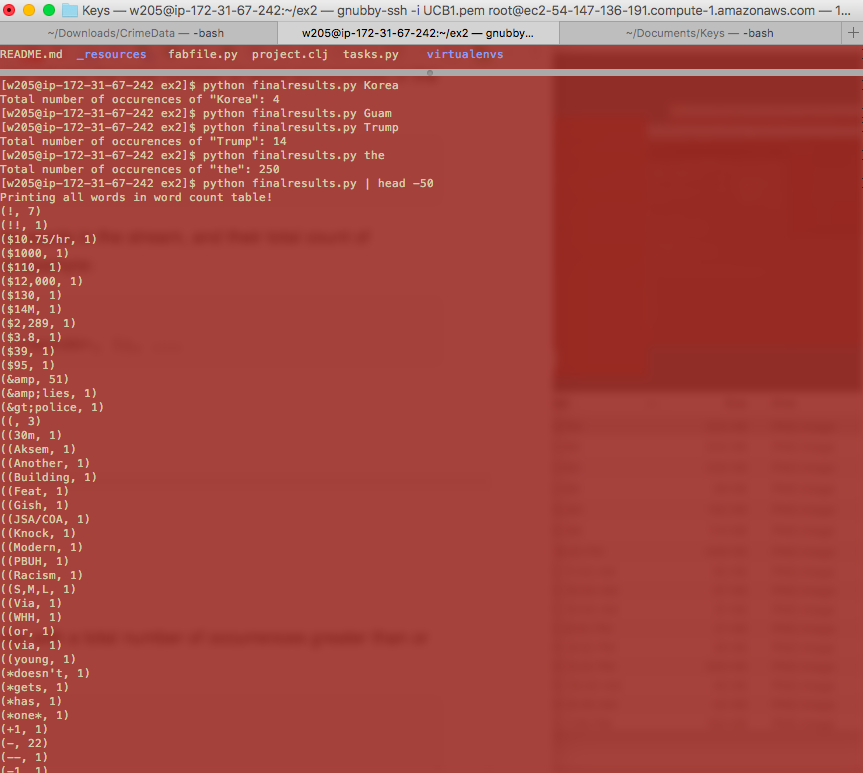 Keys — w205@ip-172-31-67-242:~/ex2 — gnubby-ssh -i UCB1.pem root@ec2-54-147-136-191.compute-1.amazonaws.com — 1...
~/Downloads/CrimeData — -bash w205@ip-172-31-67-242:~/ex2 — gnubby... ~/Documents/Keys — -bash +
README.md _resources fabfile.py project.clj tasks.py virtualenvs
[w205@ip-172-31-67-242 ex2]$ python finalresults.py Korea
Total number of occurences of "Korea": 4
[w205@ip-172-31-67-242 ex2]$ python finalresults.py Guam
[w205@ip-172-31-67-242 ex2]$ python finalresults.py Trump
Total number of occurences of "Trump": 14
[w205@ip-172-31-67-242 ex2]$ python finalresults.py the
Total number of occurences of "the": 250
[w205@ip-172-31-67-242 ex2]$ python finalresults.py | head -50
Printing all words in word count table!
(!, 7)
(!!, 1)
($10.75/hr, 1)
($1000, 1)
($110, 1)
($12,000, 1)
($130, 1)
($14M, 1)
($2,289, 1)
($3.8, 1)
($39, 1)
($95, 1)
(&amp, 51)
(&amp;lies, 1)
(&gt;police, 1)
((, 3)
((30m, 1)
((Aksem, 1)
((Another, 1)
((Building, 1)
((Feat, 1)
((Gish, 1)
((JSA/COA, 1)
((Knock, 1)
((Modern, 1)
((PBUH, 1)
((Racism, 1)
((S,M,L, 1)
((Via, 1)
((WHH, 1)
((or, 1)
((via, 1)
((young, 1)
(*doesn't, 1)
(*gets, 1)
(*has, 1)
(*one*, 1)
(+1, 1)
(-, 22)
(--, 1)
(-1, 1)